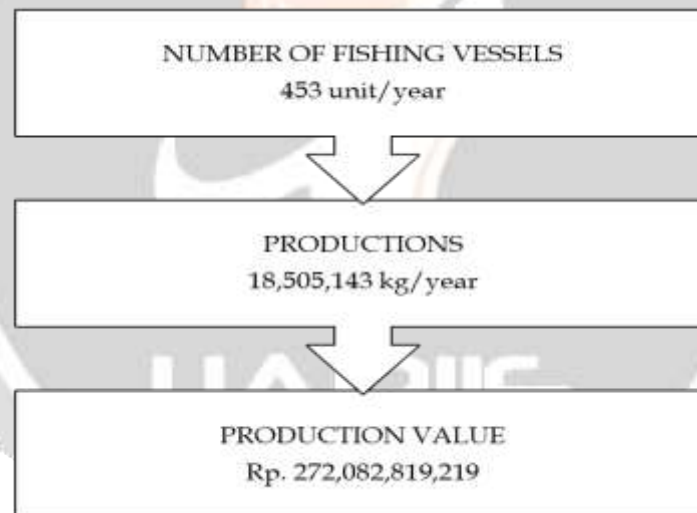 NUMBER OF FISHING VESSELS
453 unit/year
PRODUCTIONS
18,505,143 kg/year
PRODUCTION VALUE
Rp. 272,082,819,219